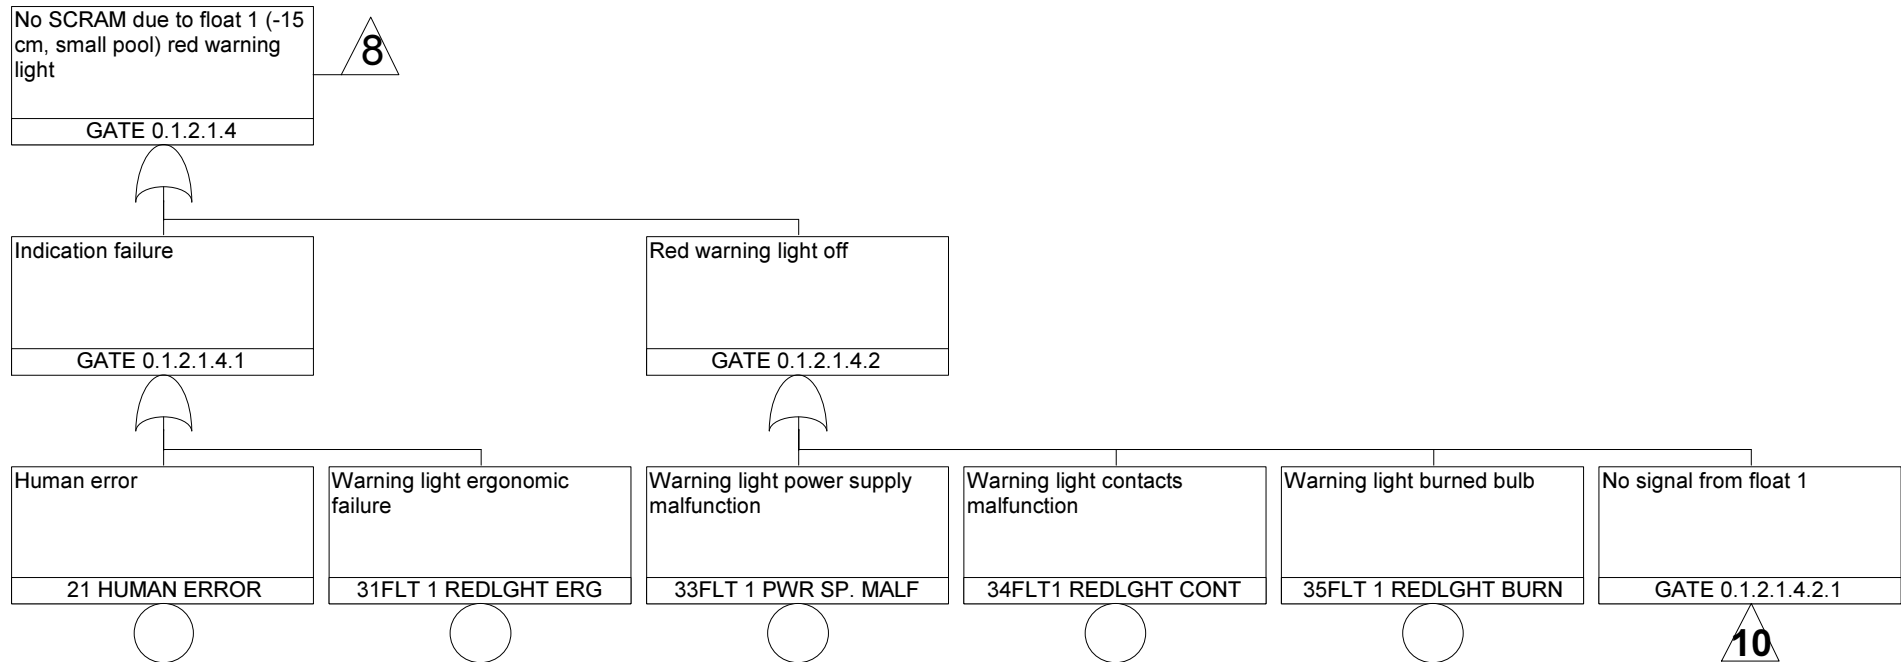 No SCRAM due to float 1 (-15
cm, small pool) red warning
light
8
GATE 0.1.2.1.4
Indication failure
GATE 0.1.2.1.4.1
Red warning light off
GATE 0.1.2.1.4.2
Human error
21 HUMAN ERROR
Warning light ergonomic
failure
31FLT 1 REDLGHT ERG
Warning light power supply
malfunction
33FLT 1 PWR SP. MALF
Warning light contacts
malfunction
34FLT1 REDLGHT CONT
Warning light burned bulb
35FLT 1 REDLGHT BURN
No signal from float 1
GATE 0.1.2.1.4.2.1
10